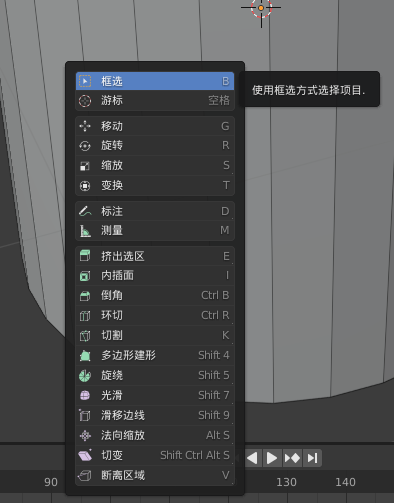 框选 B
使用框选方式选择项目.
游标 空格
移动 G
旋转 R
缩放 S
变换 T
标注 D
测量 M
挤出选区 E
内插面 I
倒角 Ctrl B
环切 Ctrl R
切割 K
多边形建形 Shift 4
旋绕 Shift 5
光滑 Shift 7
滑移边线 Shift 9
法向缩放 Alt S
切变 Shift Ctrl Alt S
断离区域 V
90 130 140